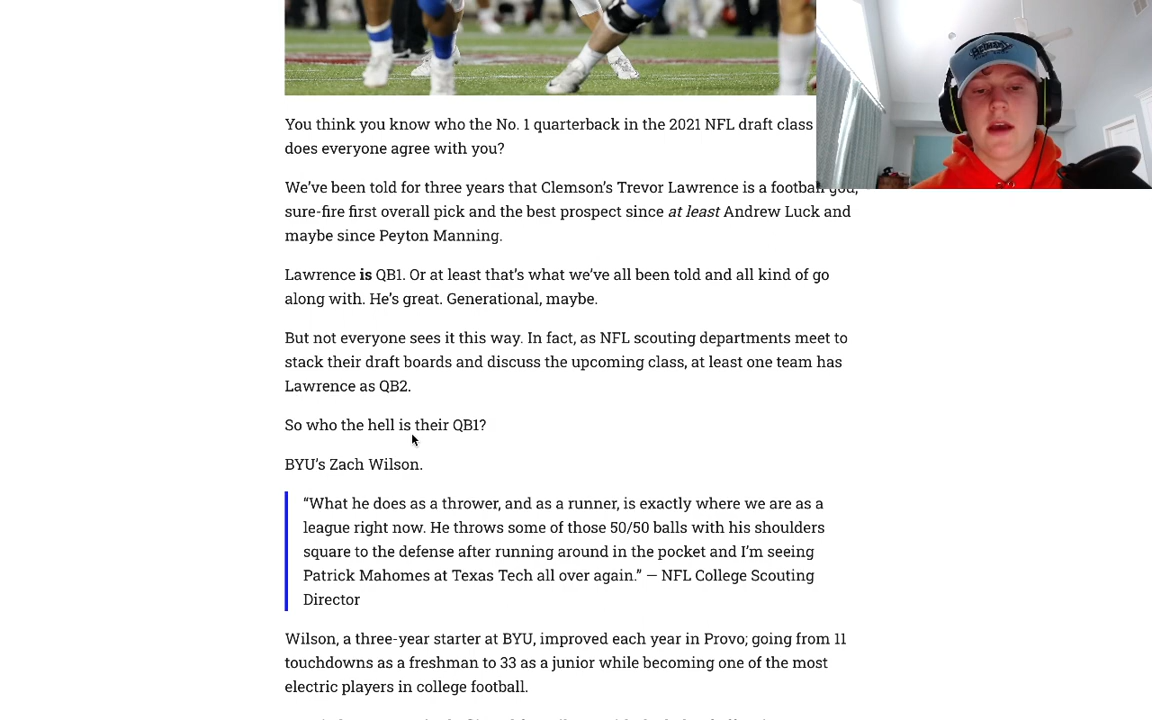 You think you know who the No. 1 quarterback in the 2021 NFL draft class
does everyone agree with you?
We've been told for three years that Clemson's Trevor Lawrence is a football god,
sure-fire first overall pick and the best prospect since at least Andrew Luck and
maybe since Peyton Manning.
Lawrence is QB1. Or at least that's what we've all been told and all kind of go
along with. He's great. Generational, maybe.
But not everyone sees it this way. In fact, as NFL scouting departments meet to
stack their draft boards and discuss the upcoming class, at least one team has
Lawrence as QB2.
So who the hell is their QB1?
BYU's Zach Wilson.
“What he does as a thrower, and as a runner, is exactly where we are as a
league right now. He throws some of those 50/50 balls with his shoulders
square to the defense after running around in the pocket and I'm seeing
Patrick Mahomes at Texas Tech all over again.” — NFL College Scouting
Director
Wilson, a three-year starter at BYU, improved each year in Provo; going from 11
touchdowns as a freshman to 33 as a junior while becoming one of the most
electric players in college football.